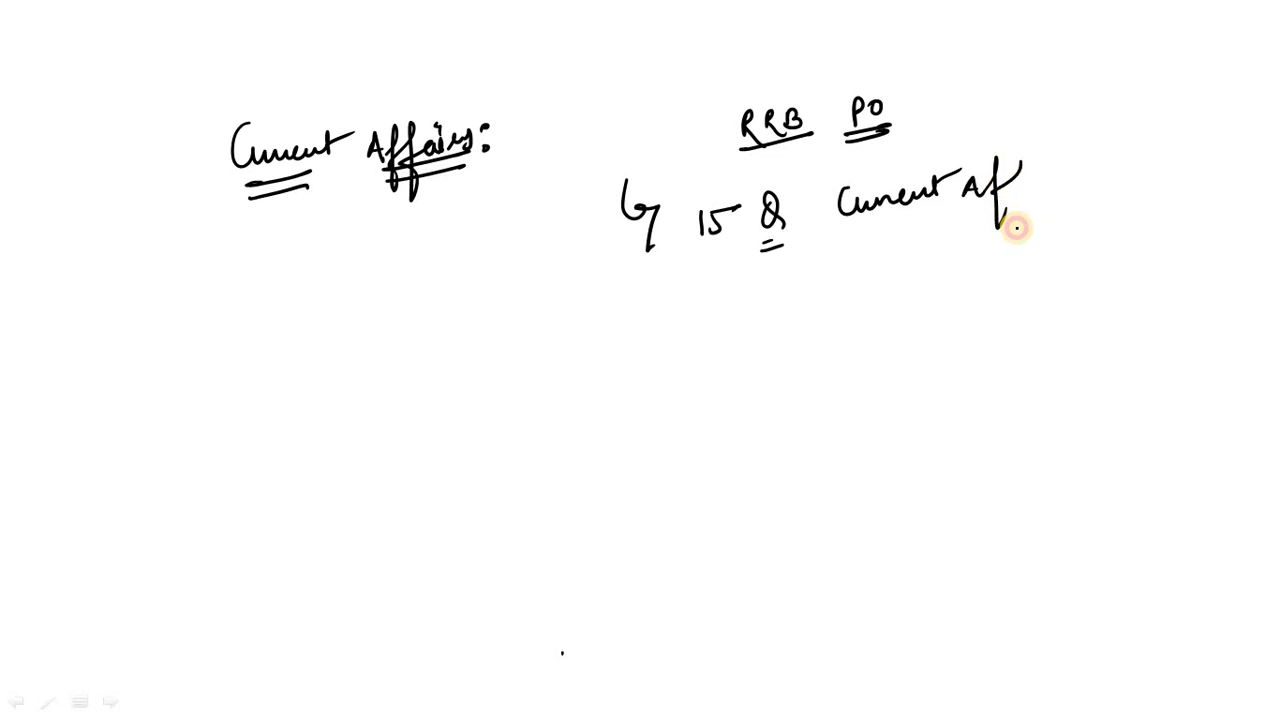 Current Affairs:
RRB PO
↳ 15 Q Current Af